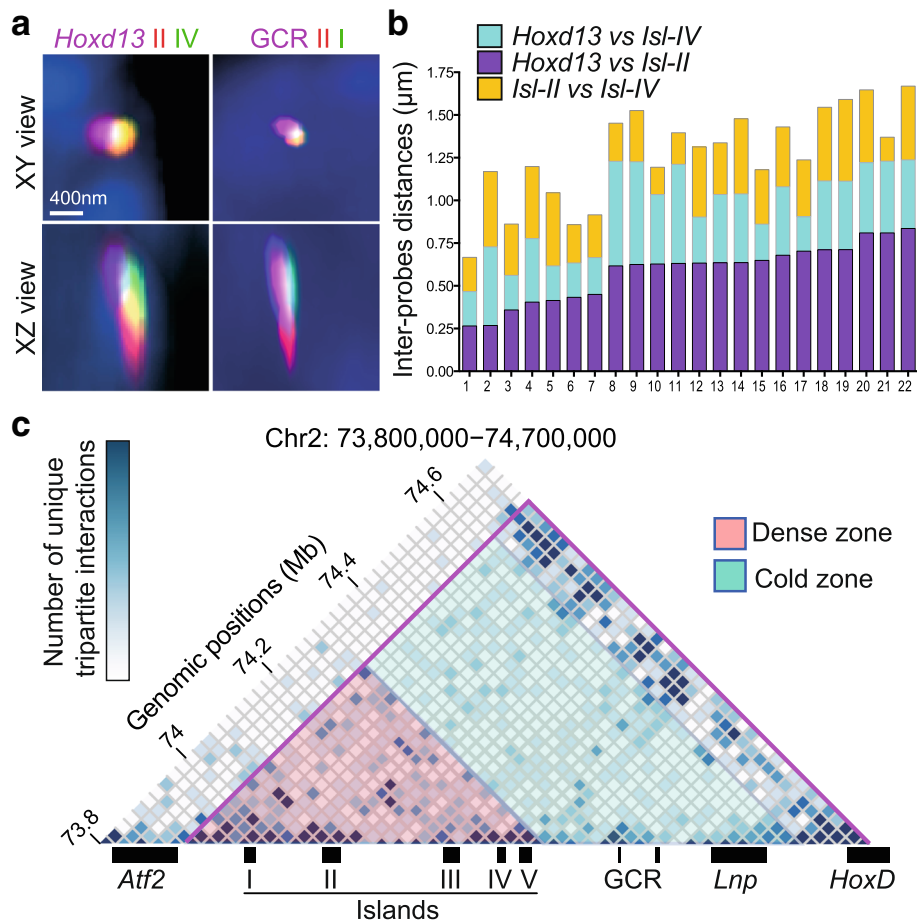 a
Hoxd13 II IV
GCR II I
XY view
400nm
XZ view
b
Hoxd13 vs Isl-IV
Hoxd13 vs Isl-II
Isl-II vs Isl-IV
Inter-probes distances (μm)
1.75
1.50
1.25
1.00
0.75
0.50
0.25
0.00
1 2 3 4 5 6 7 8 9 10 11 12 13 14 15 16 17 18 19 20 21 22
c
Chr2: 73,800,000–74,700,000
Number of unique
tripartite interactions
Genomic positions (Mb)
74.6
74.4
74.2
74
73.8
Dense zone
Cold zone
Atf2 I II III IV V GCR Lnp HoxD
Islands